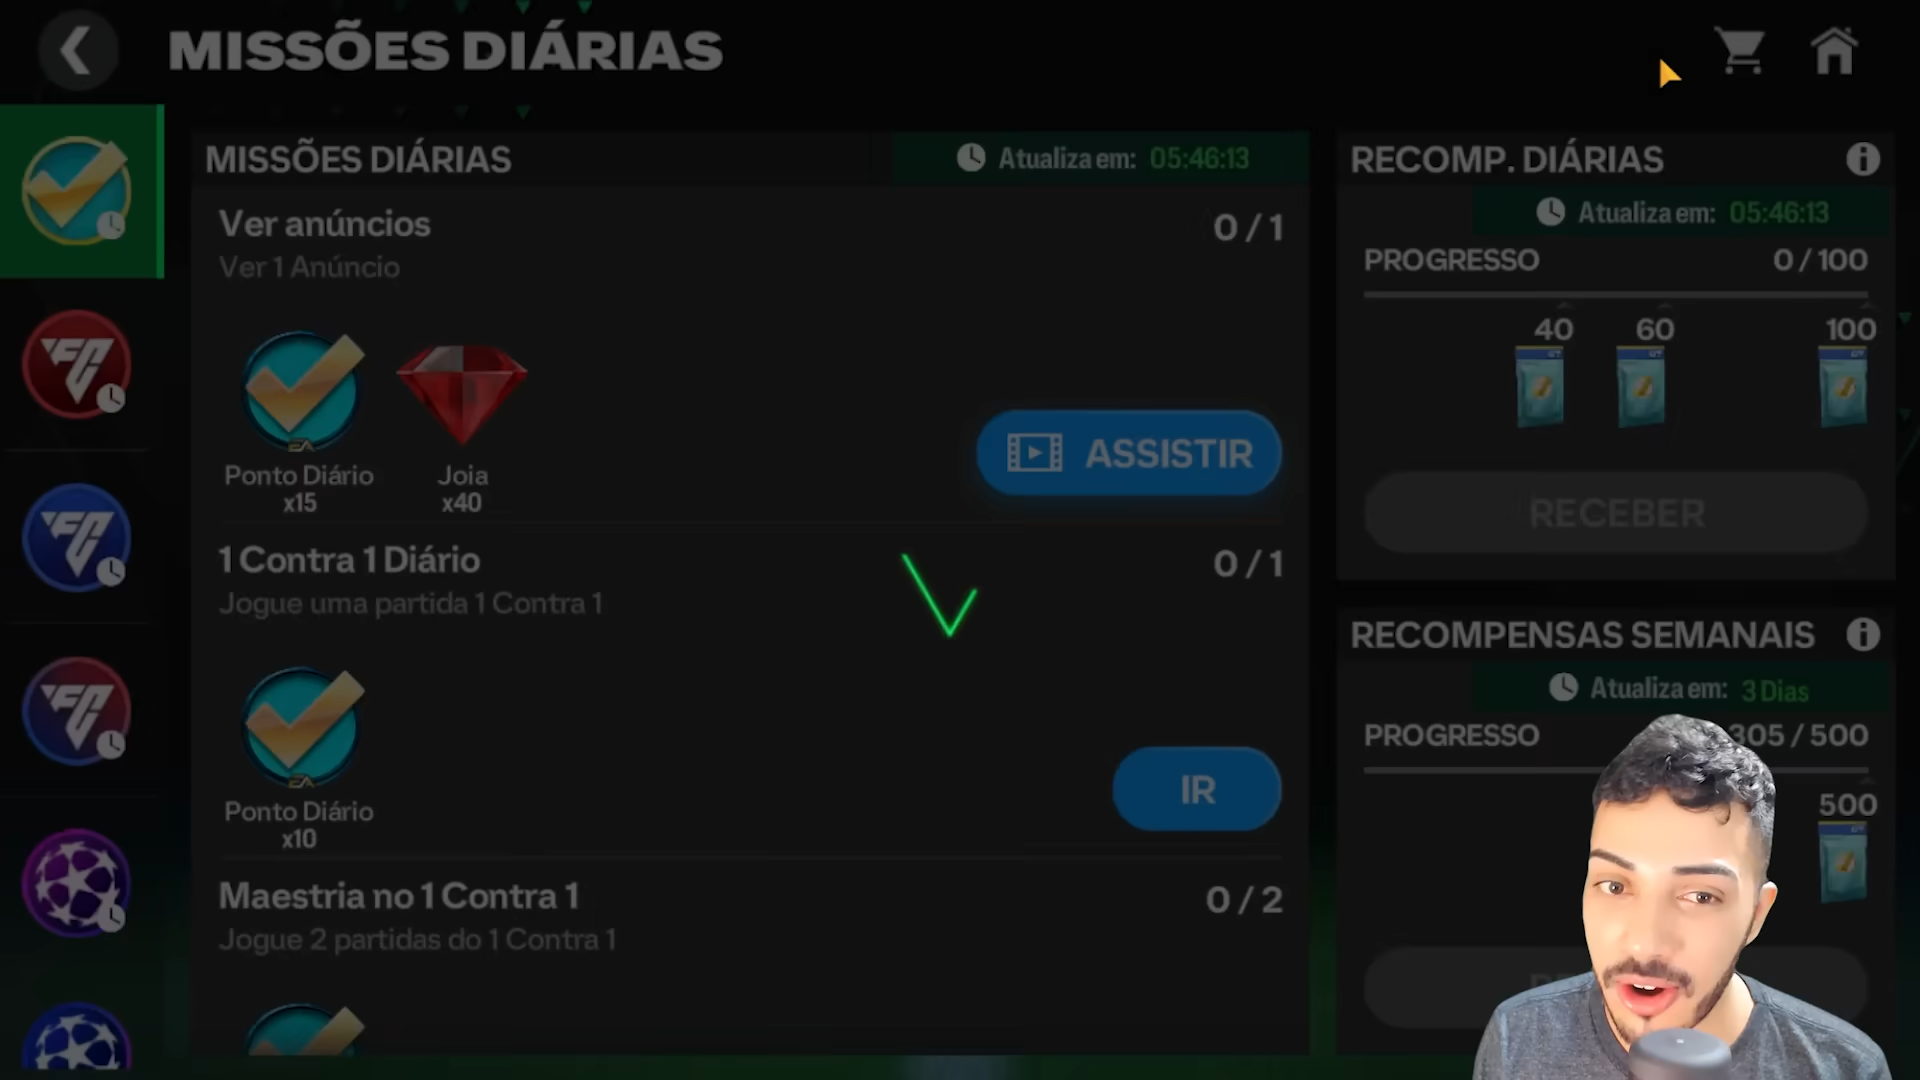 MISSÕES DIÁRIAS
MISSÕES DIÁRIAS
Atualiza em: 05:46:13
Ver anúncios
0 / 1
Ver 1 Anúncio
Ponto Diário
x15
Joia
x40
ASSISTIR
1 Contra 1 Diário
0 / 1
Jogue uma partida 1 Contra 1
Ponto Diário
x10
IR
Maestria no 1 Contra 1
0 / 2
Jogue 2 partidas do 1 Contra 1
RECOMP. DIÁRIAS
Atualiza em: 05:46:13
PROGRESSO
0 / 100
40
60
100
RECEBER
RECOMPENSAS SEMANAIS
Atualiza em: 3 Dias
PROGRESSO
305 / 500
500